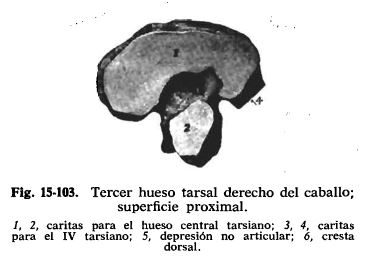 1
3,4
2
Fig. 15-103. Tercer hueso tarsal derecho del caballo;
superficie proximal.
1, 2, caritas para el hueso central tarsiano; 3, 4, caritas
para el IV tarsiano; 5, depresión no articular; 6, cresta
dorsal.